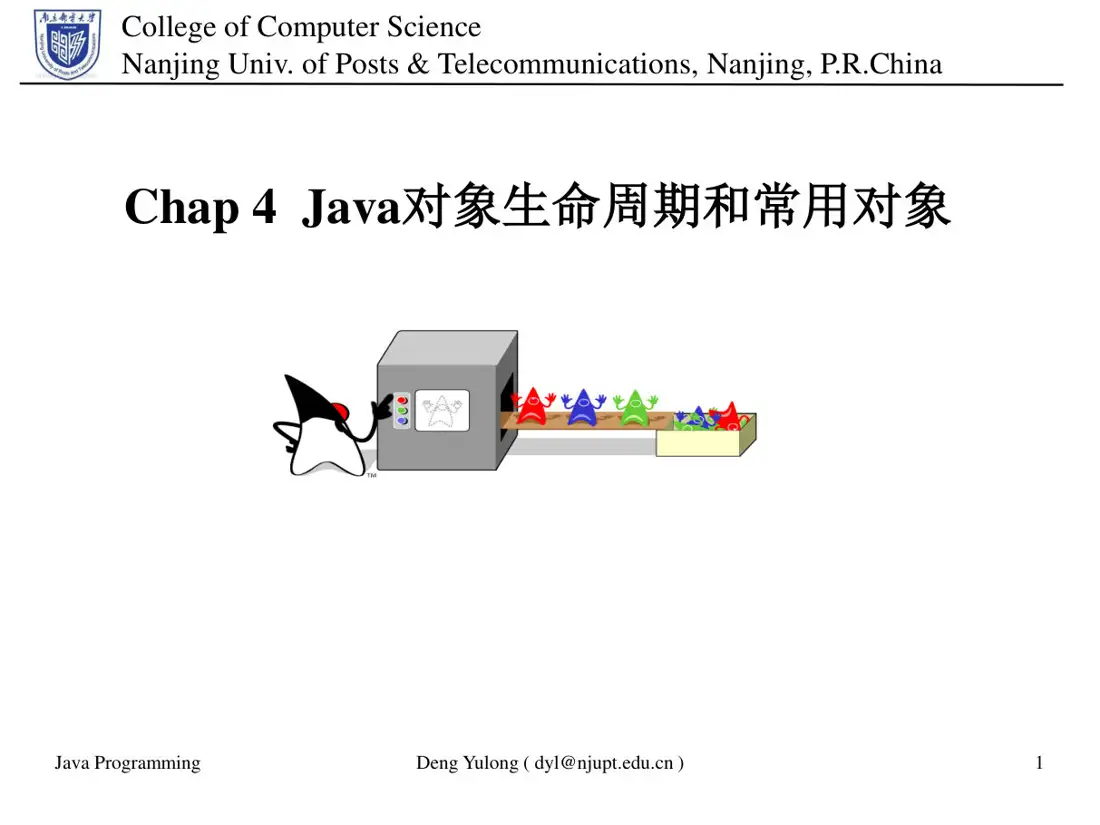 College of Computer Science
Nanjing Univ. of Posts & Telecommunications, Nanjing, P.R.China
Chap 4 Java对象生命周期和常用对象
TM
Java Programming
Deng Yulong ( dyl@njupt.edu.cn )
1